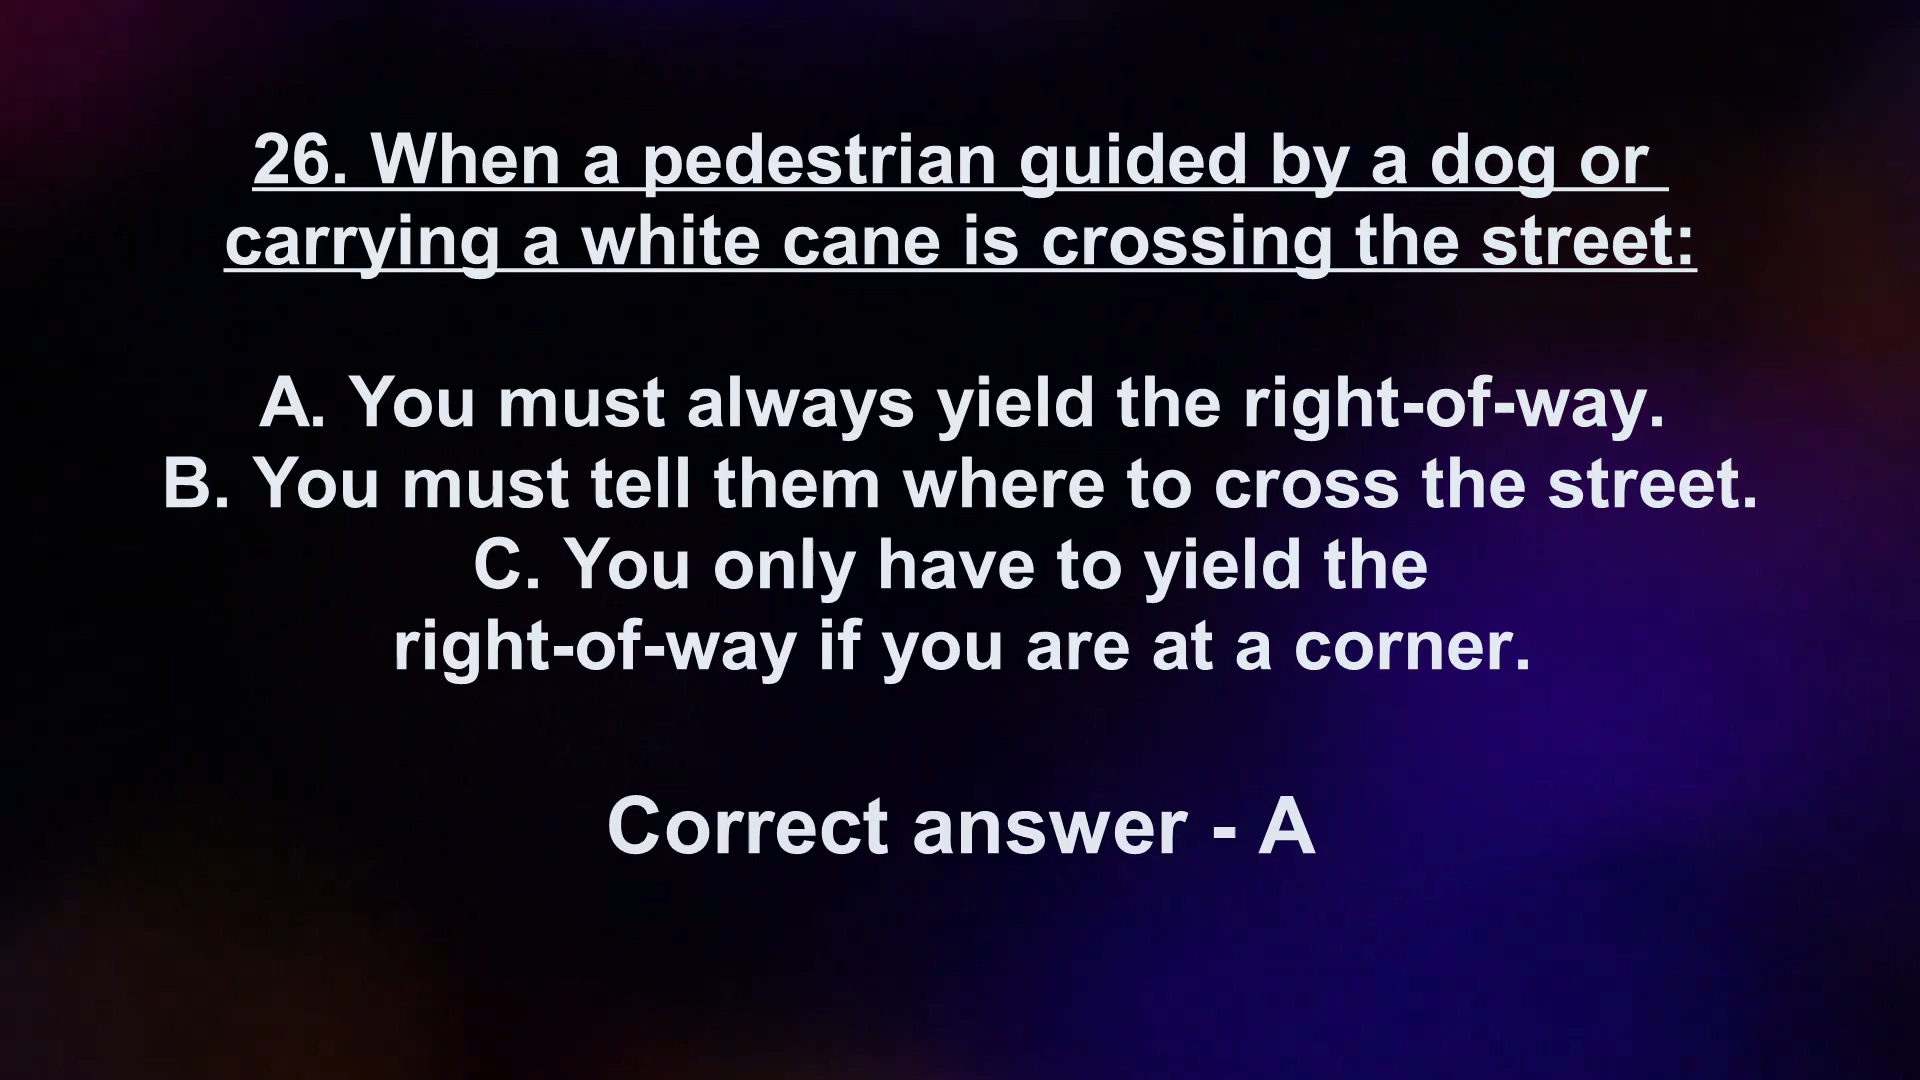 26. When a pedestrian guided by a dog or
carrying a white cane is crossing the street:
A. You must always yield the right-of-way.
B. You must tell them where to cross the street.
C. You only have to yield the
right-of-way if you are at a corner.
Correct answer - A